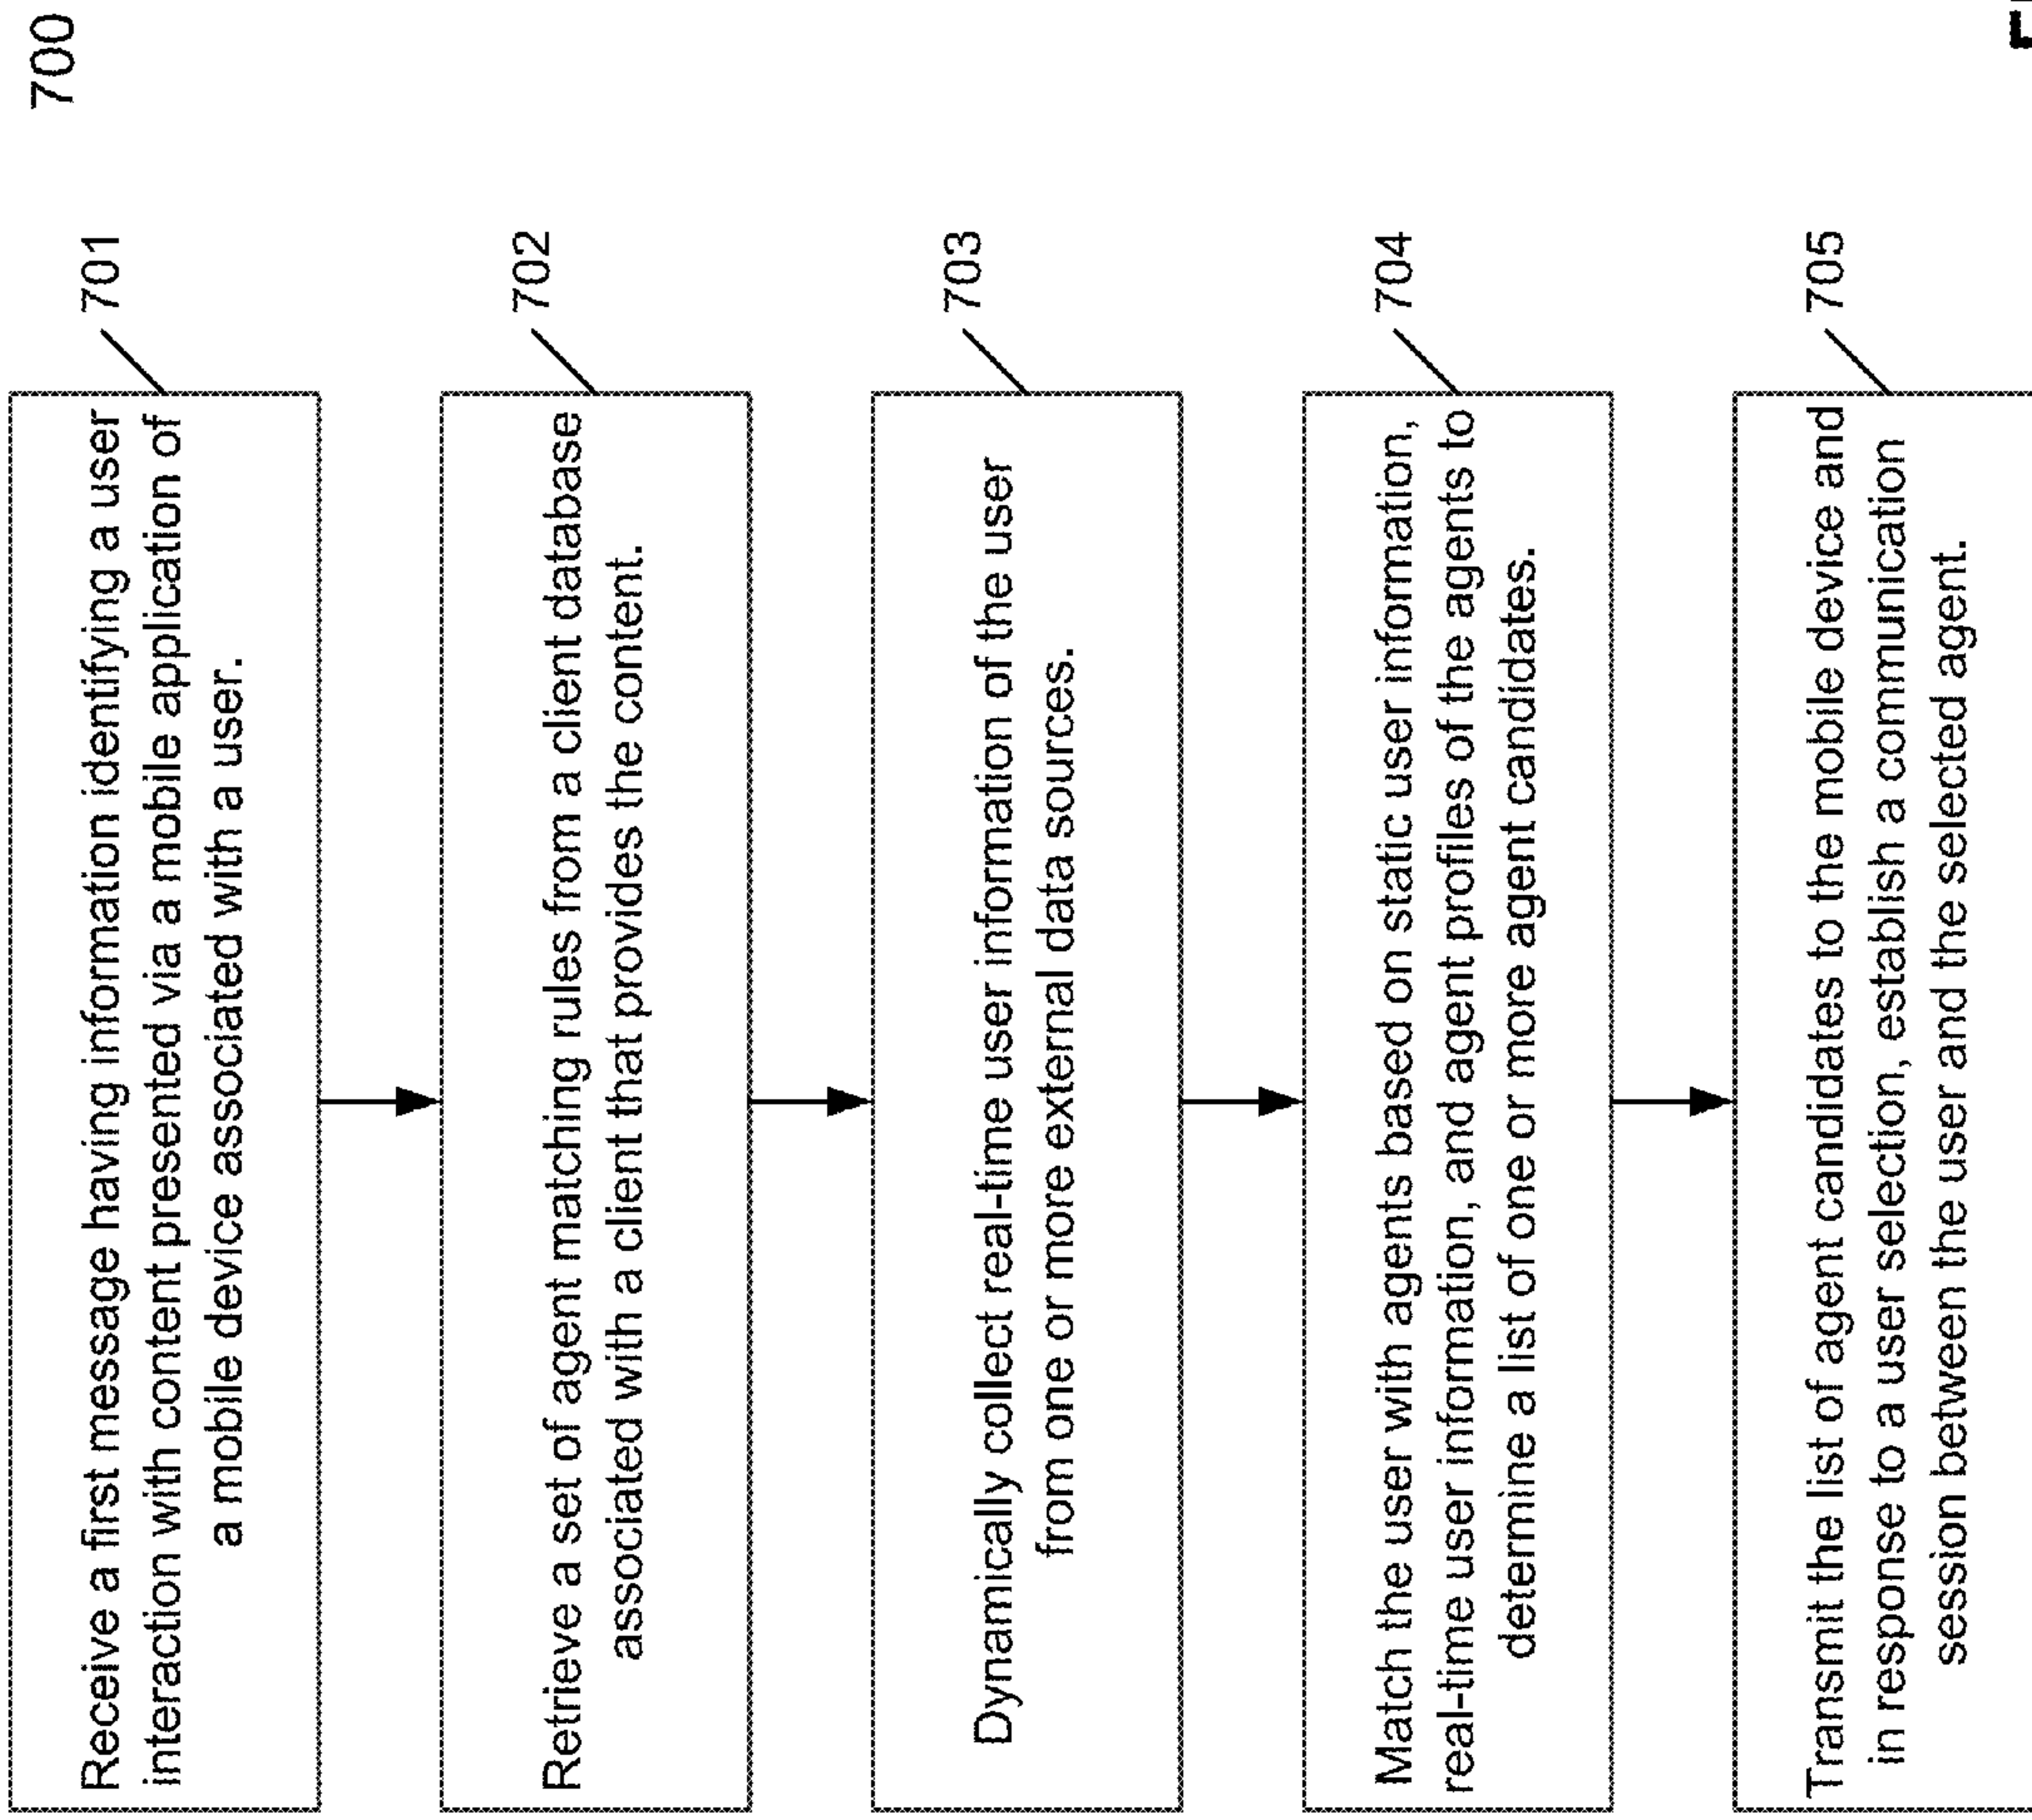 700
Receive a first message having information identifying a user
interaction with content presented via a mobile application of
a mobile device associated with a user.
701
Retrieve a set of agent matching rules from a client database
associated with a client that provides the content.
702
Dynamically collect real-time user information of the user
from one or more external data sources.
703
Match the user with agents based on static user information,
real-time user information, and agent profiles of the agents to
determine a list of one or more agent candidates.
704
Transmit the list of agent candidates to the mobile device and
in response to a user selection, establish a communication
session between the user and the selected agent.
705